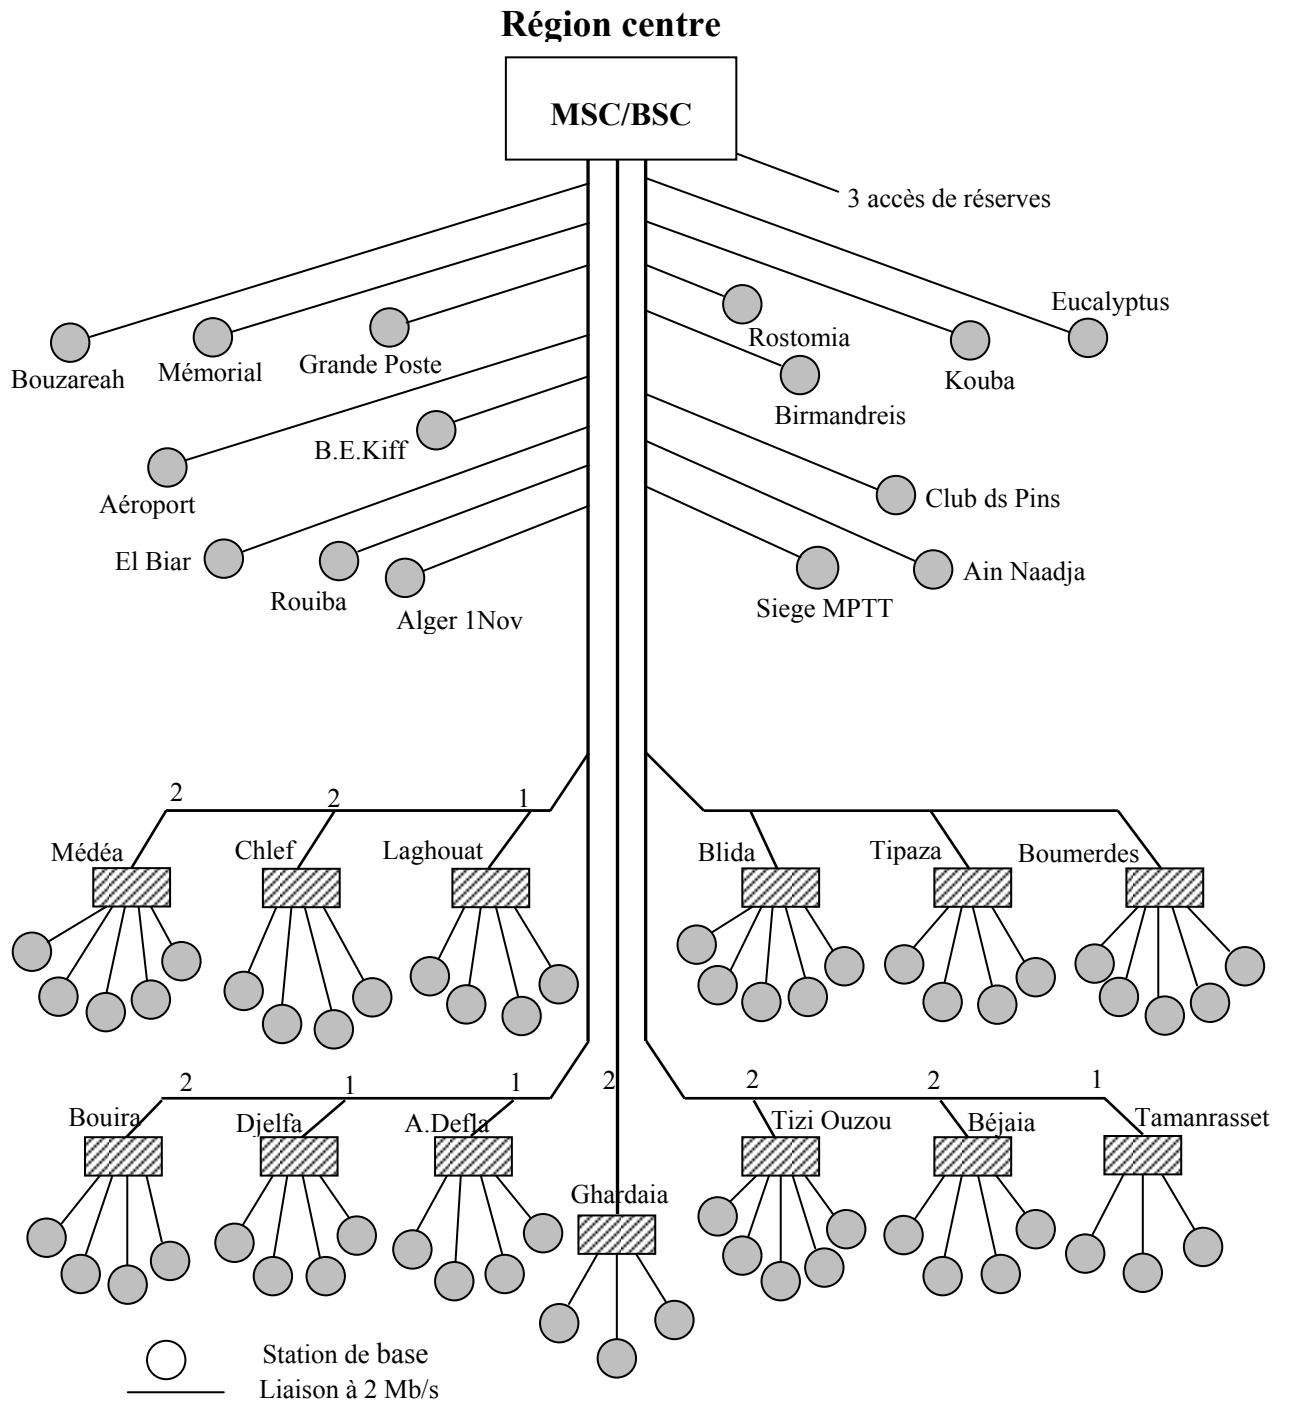 Région centre
MSC/BSC
3 accès de réserves
Eucalyptus
Rostomia
Bouzareah
Mémorial
Grande Poste
Kouba
Birmandreis
B.E.Kiff
Aéroport
Club ds Pins
El Biar
Ain Naadja
Rouiba
Siege MPTT
Alger 1Nov
2
2
1
Médéa
Chlef
Laghouat
Blida
Tipaza
Boumerdes
2
1
1
2
2
2
1
Bouira
Djelfa
A.Defla
Tizi Ouzou
Béjaia
Tamanrasset
Ghardaia
Station de base
Liaison à 2 Mb/s